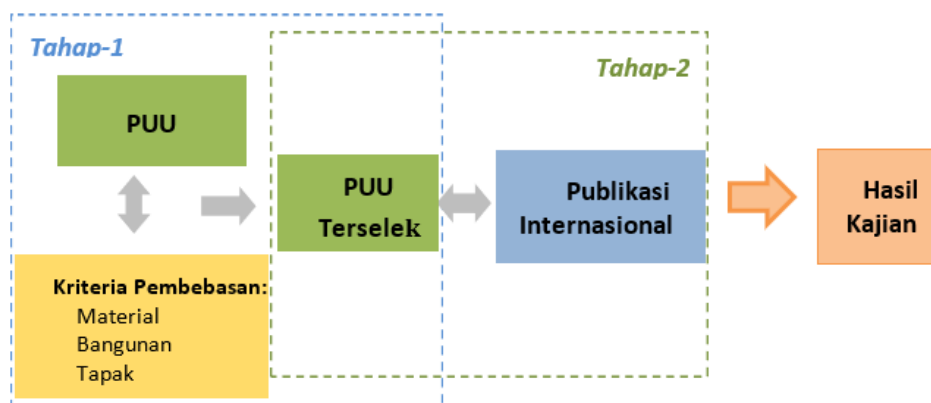 Tahap-1
Tahap-2
PUU
PUU
Terselek
Publikasi
Internasional
Hasil
Kajian
Kriteria Pembebasan:
Material
Bangunan
Tapak